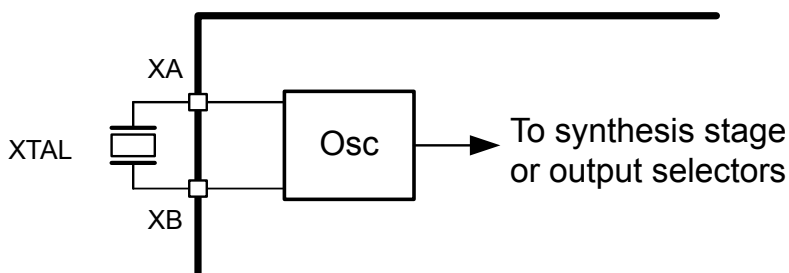 XA
XTAL
Osc
To synthesis stage
or output selectors
XB